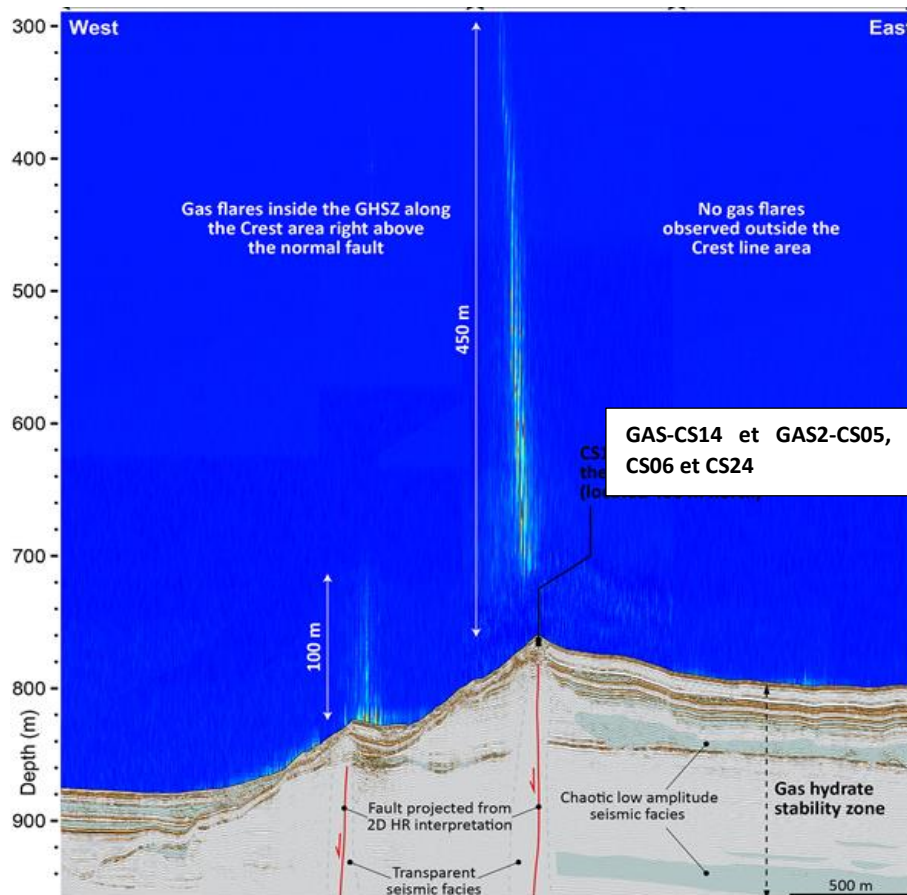 300
West
East
400
Gas flares inside the GHSZ along
the Crest area right above
the normal fault
No gas flares
observed outside the
Crest line area
500
450 m
600
GAS-CS14 et GAS2-CS05,
CS06 et CS24
700
100 m
800
Depth (m)
900
Fault projected from
2D HR interpretation
Transparent
seismic facies
Chaotic low amplitude
seismic facies
Gas hydrate
stability zone
500 m